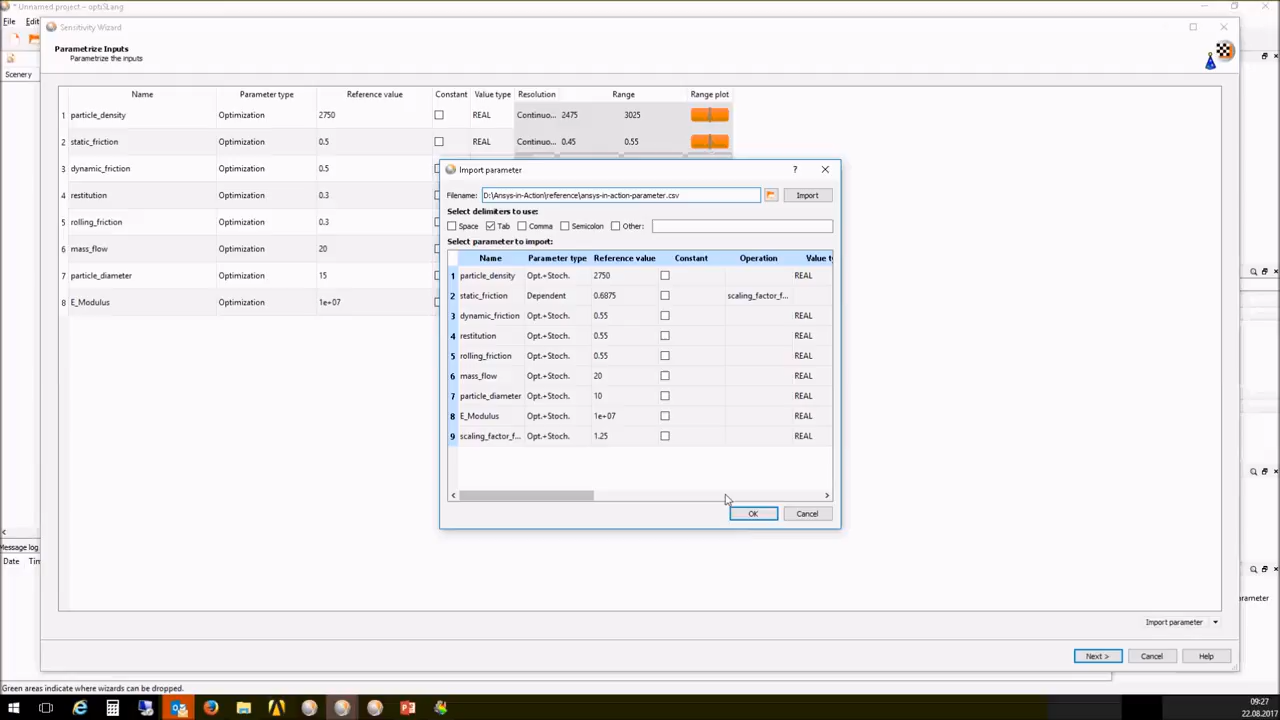 * Unnamed project - optiSLang
File Edit
Sensitivity Wizard
Parametrize Inputs
Parametrize the inputs
Scenery
Name Parameter type Reference value Constant Value type Resolution Range Range plot
1 particle_density Optimization 2750 REAL Continuo... 2475 3025
2 static_friction Optimization 0.5 REAL Continuo... 0.45 0.55
3 dynamic_friction Optimization 0.5
4 restitution Optimization 0.3
5 rolling_friction Optimization 0.3
6 mass_flow Optimization 20
7 particle_diameter Optimization 15
8 E_Modulus Optimization 1e+07
Import parameter
?
Filename: D:\Ansys-in-Action\reference\ansys-in-action-parameter.csv Import
Select delimiters to use:
Space Tab Comma Semicolon Other:
Select parameter to import:
Name Parameter type Reference value Constant Operation Value t
1 particle_density Opt.+Stoch. 2750 REAL
2 static_friction Dependent 0.6875 scaling_factor_f...
3 dynamic_friction Opt.+Stoch. 0.55 REAL
4 restitution Opt.+Stoch. 0.55 REAL
5 rolling_friction Opt.+Stoch. 0.55 REAL
6 mass_flow Opt.+Stoch. 20 REAL
7 particle_diameter Opt.+Stoch. 10 REAL
8 E_Modulus Opt.+Stoch. 1e+07 REAL
9 scaling_factor_f... Opt.+Stoch. 1.25 REAL
OK Cancel
Message log
Date Tim
arameter
Import parameter
Next > Cancel Help
Green areas indicate where wizards can be dropped.
09:27
22.08.2017